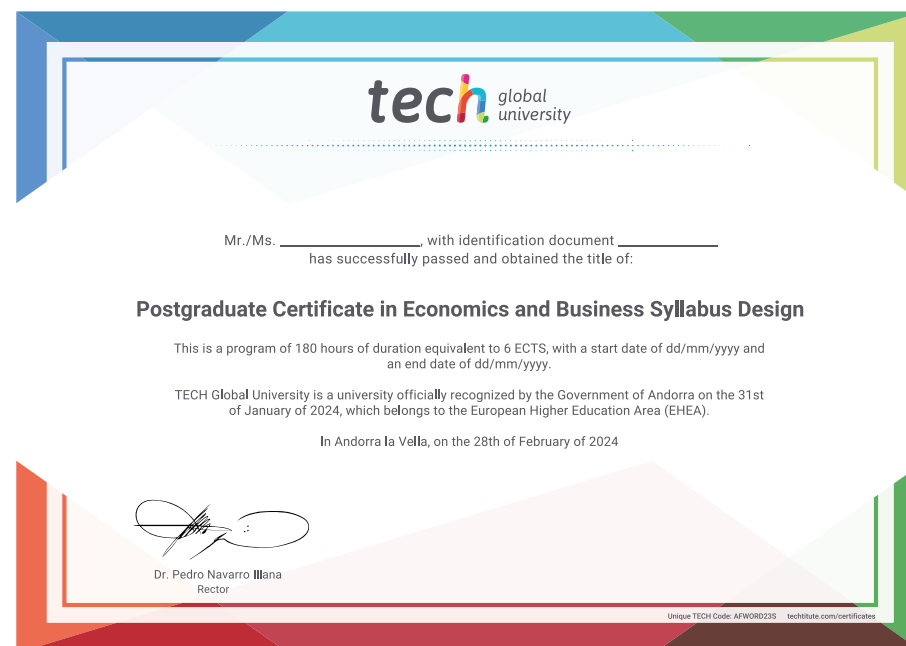 tech global university
Mr./Ms. ____________________, with identification document ______________
has successfully passed and obtained the title of:
Postgraduate Certificate in Economics and Business Syllabus Design
This is a program of 180 hours of duration equivalent to 6 ECTS, with a start date of dd/mm/yyyy and
an end date of dd/mm/yyyy.
TECH Global University is a university officially recognized by the Government of Andorra on the 31st
of January of 2024, which belongs to the European Higher Education Area (EHEA).
In Andorra la Vella, on the 28th of February of 2024
Dr. Pedro Navarro Illana
Rector
Unique TECH Code: AFWORD23S techtitute.com/certificates